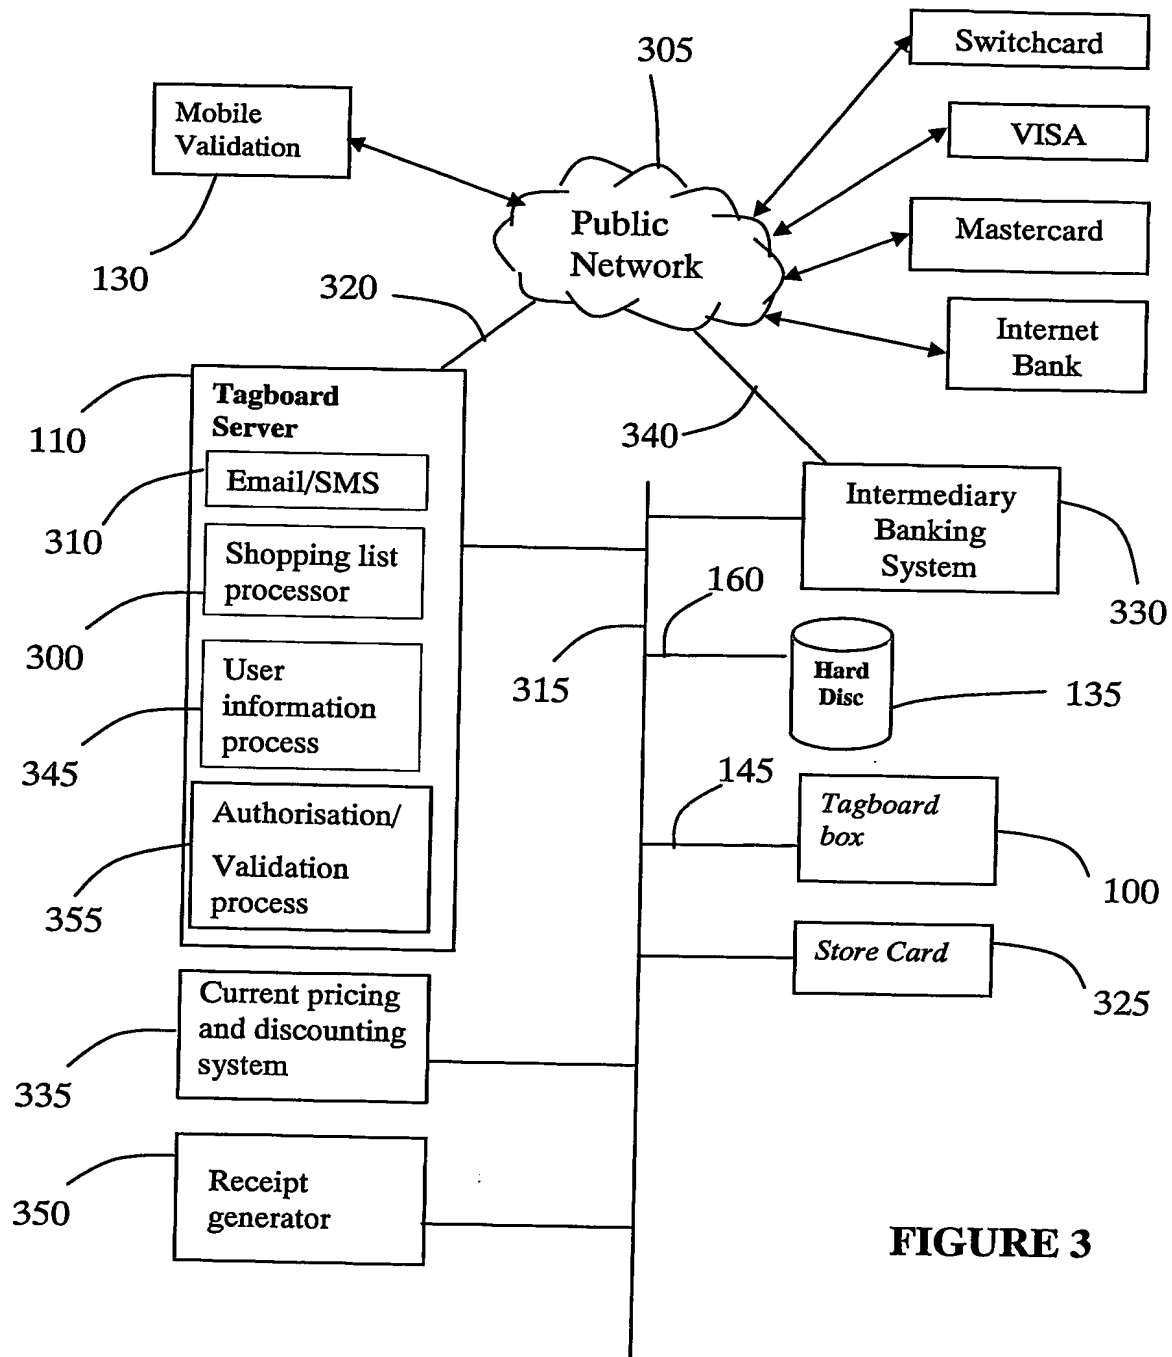 305
Switchcard
Mobile
Validation
VISA
Public
Network
Mastercard
130
320
Internet
Bank
110
Tagboard
Server
340
Email/SMS
310
Intermediary
Banking
System
330
Shopping list
processor
300
160
315
Hard
Disc
135
User
information
process
345
145
Tagboard
box
100
Authorisation/
Validation
process
355
Store Card
325
Current pricing
and discounting
system
335
Receipt
generator
350
FIGURE 3